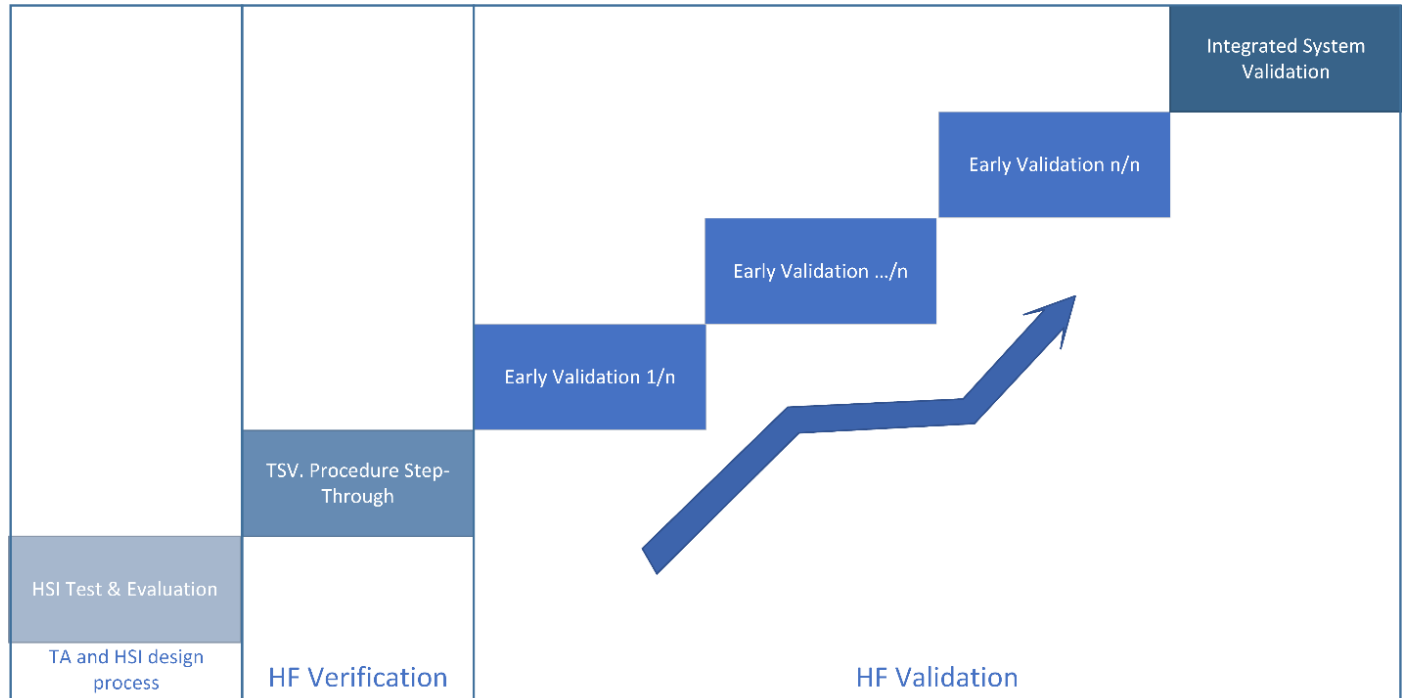 Integrated System
Validation
Early Validation n/n
Early Validation .../n
Early Validation 1/n
TSV. Procedure Step-
Through
HSI Test & Evaluation
TA and HSI design
process
HF Verification
HF Validation